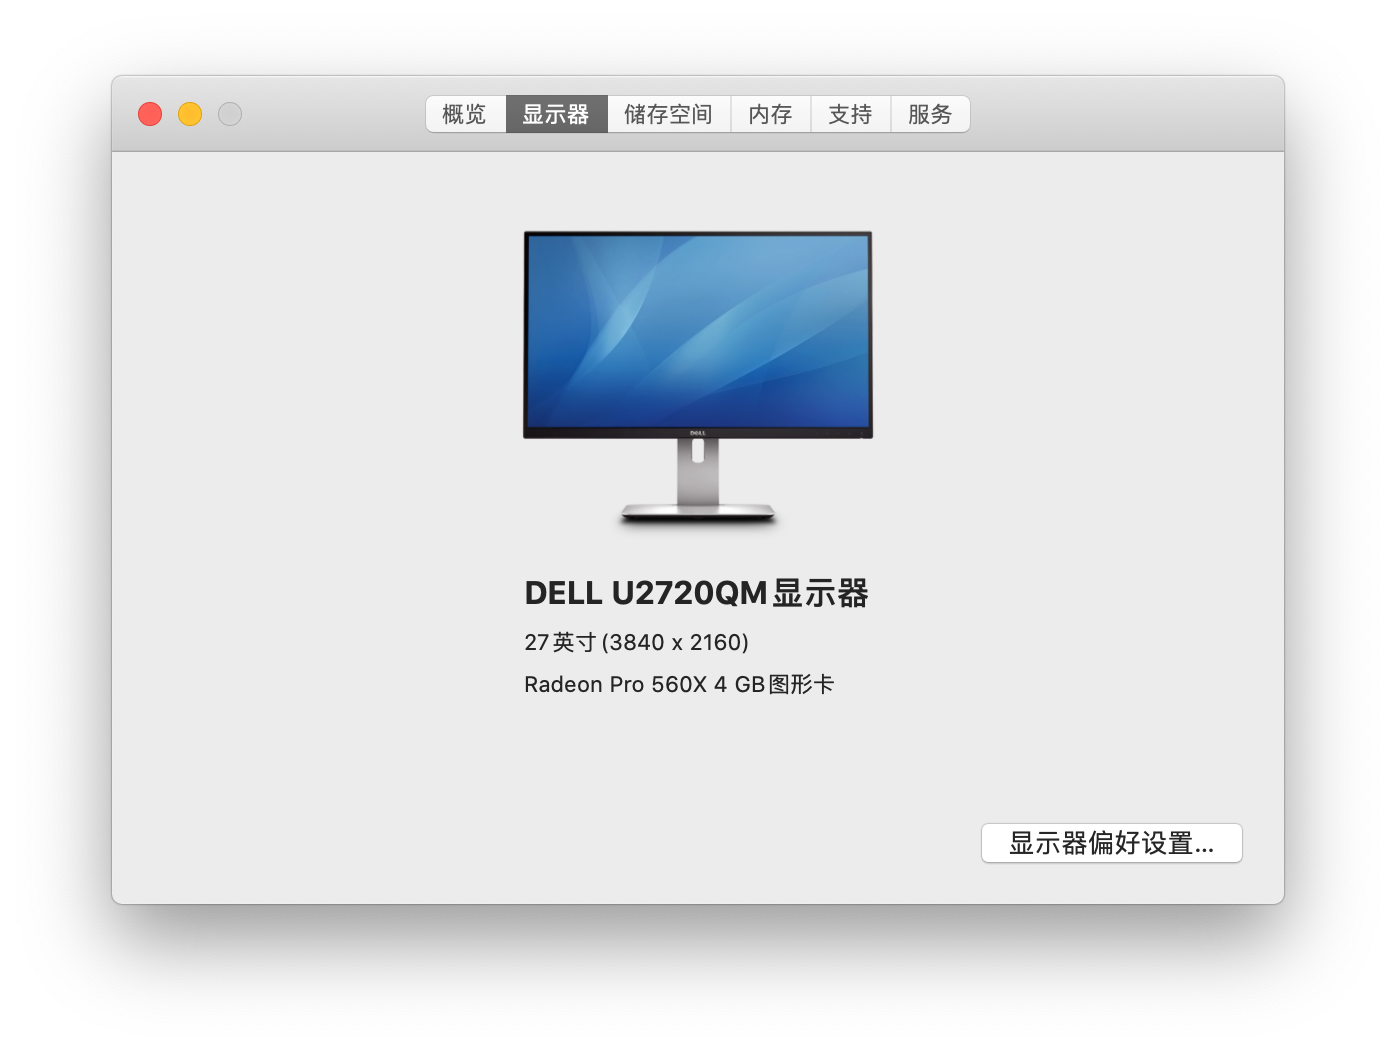 概览 显示器 储存空间 内存 支持 服务
DELL
DELL U2720QM显示器
27英寸 (3840 x 2160)
Radeon Pro 560X 4 GB图形卡
显示器偏好设置...